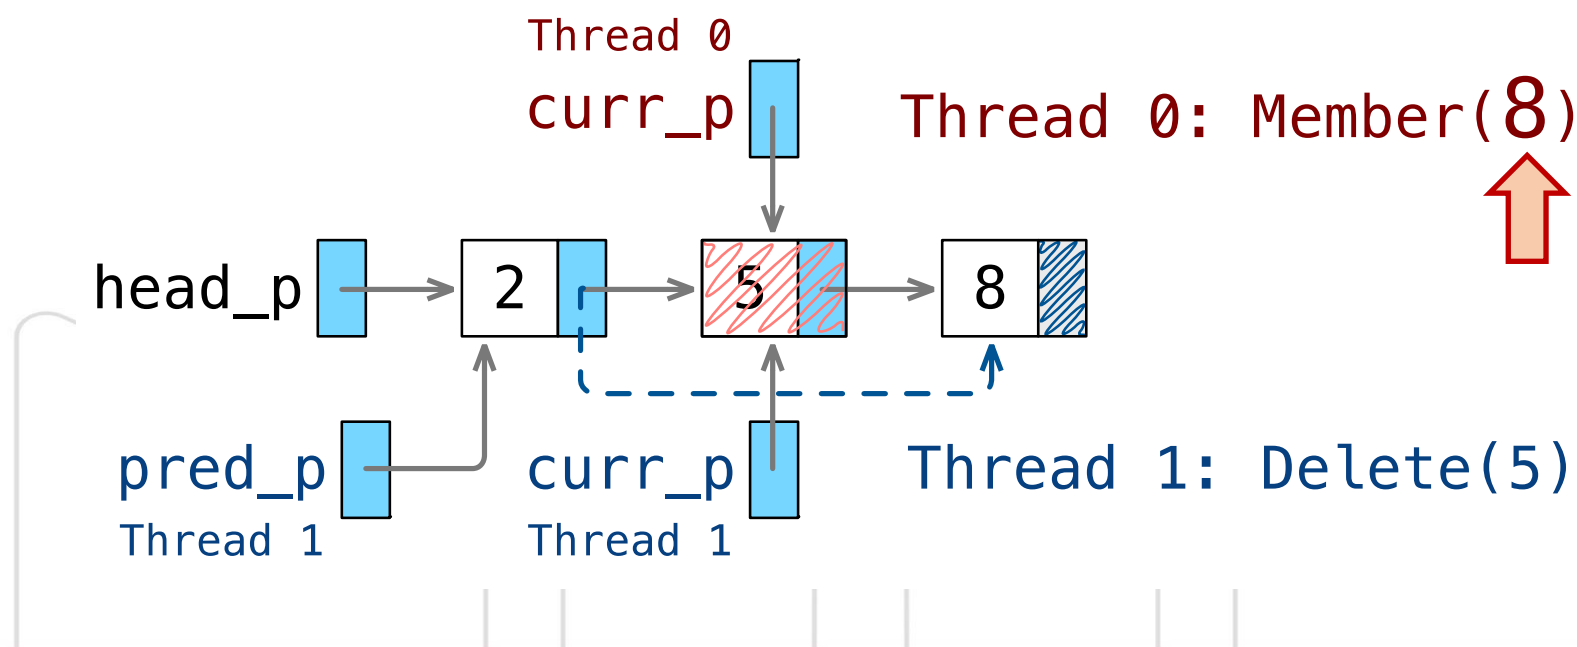 Thread 0
curr_p
Thread 0: Member(8)
head_p
2
5
8
pred_p
curr_p
Thread 1: Delete(5)
Thread 1
Thread 1